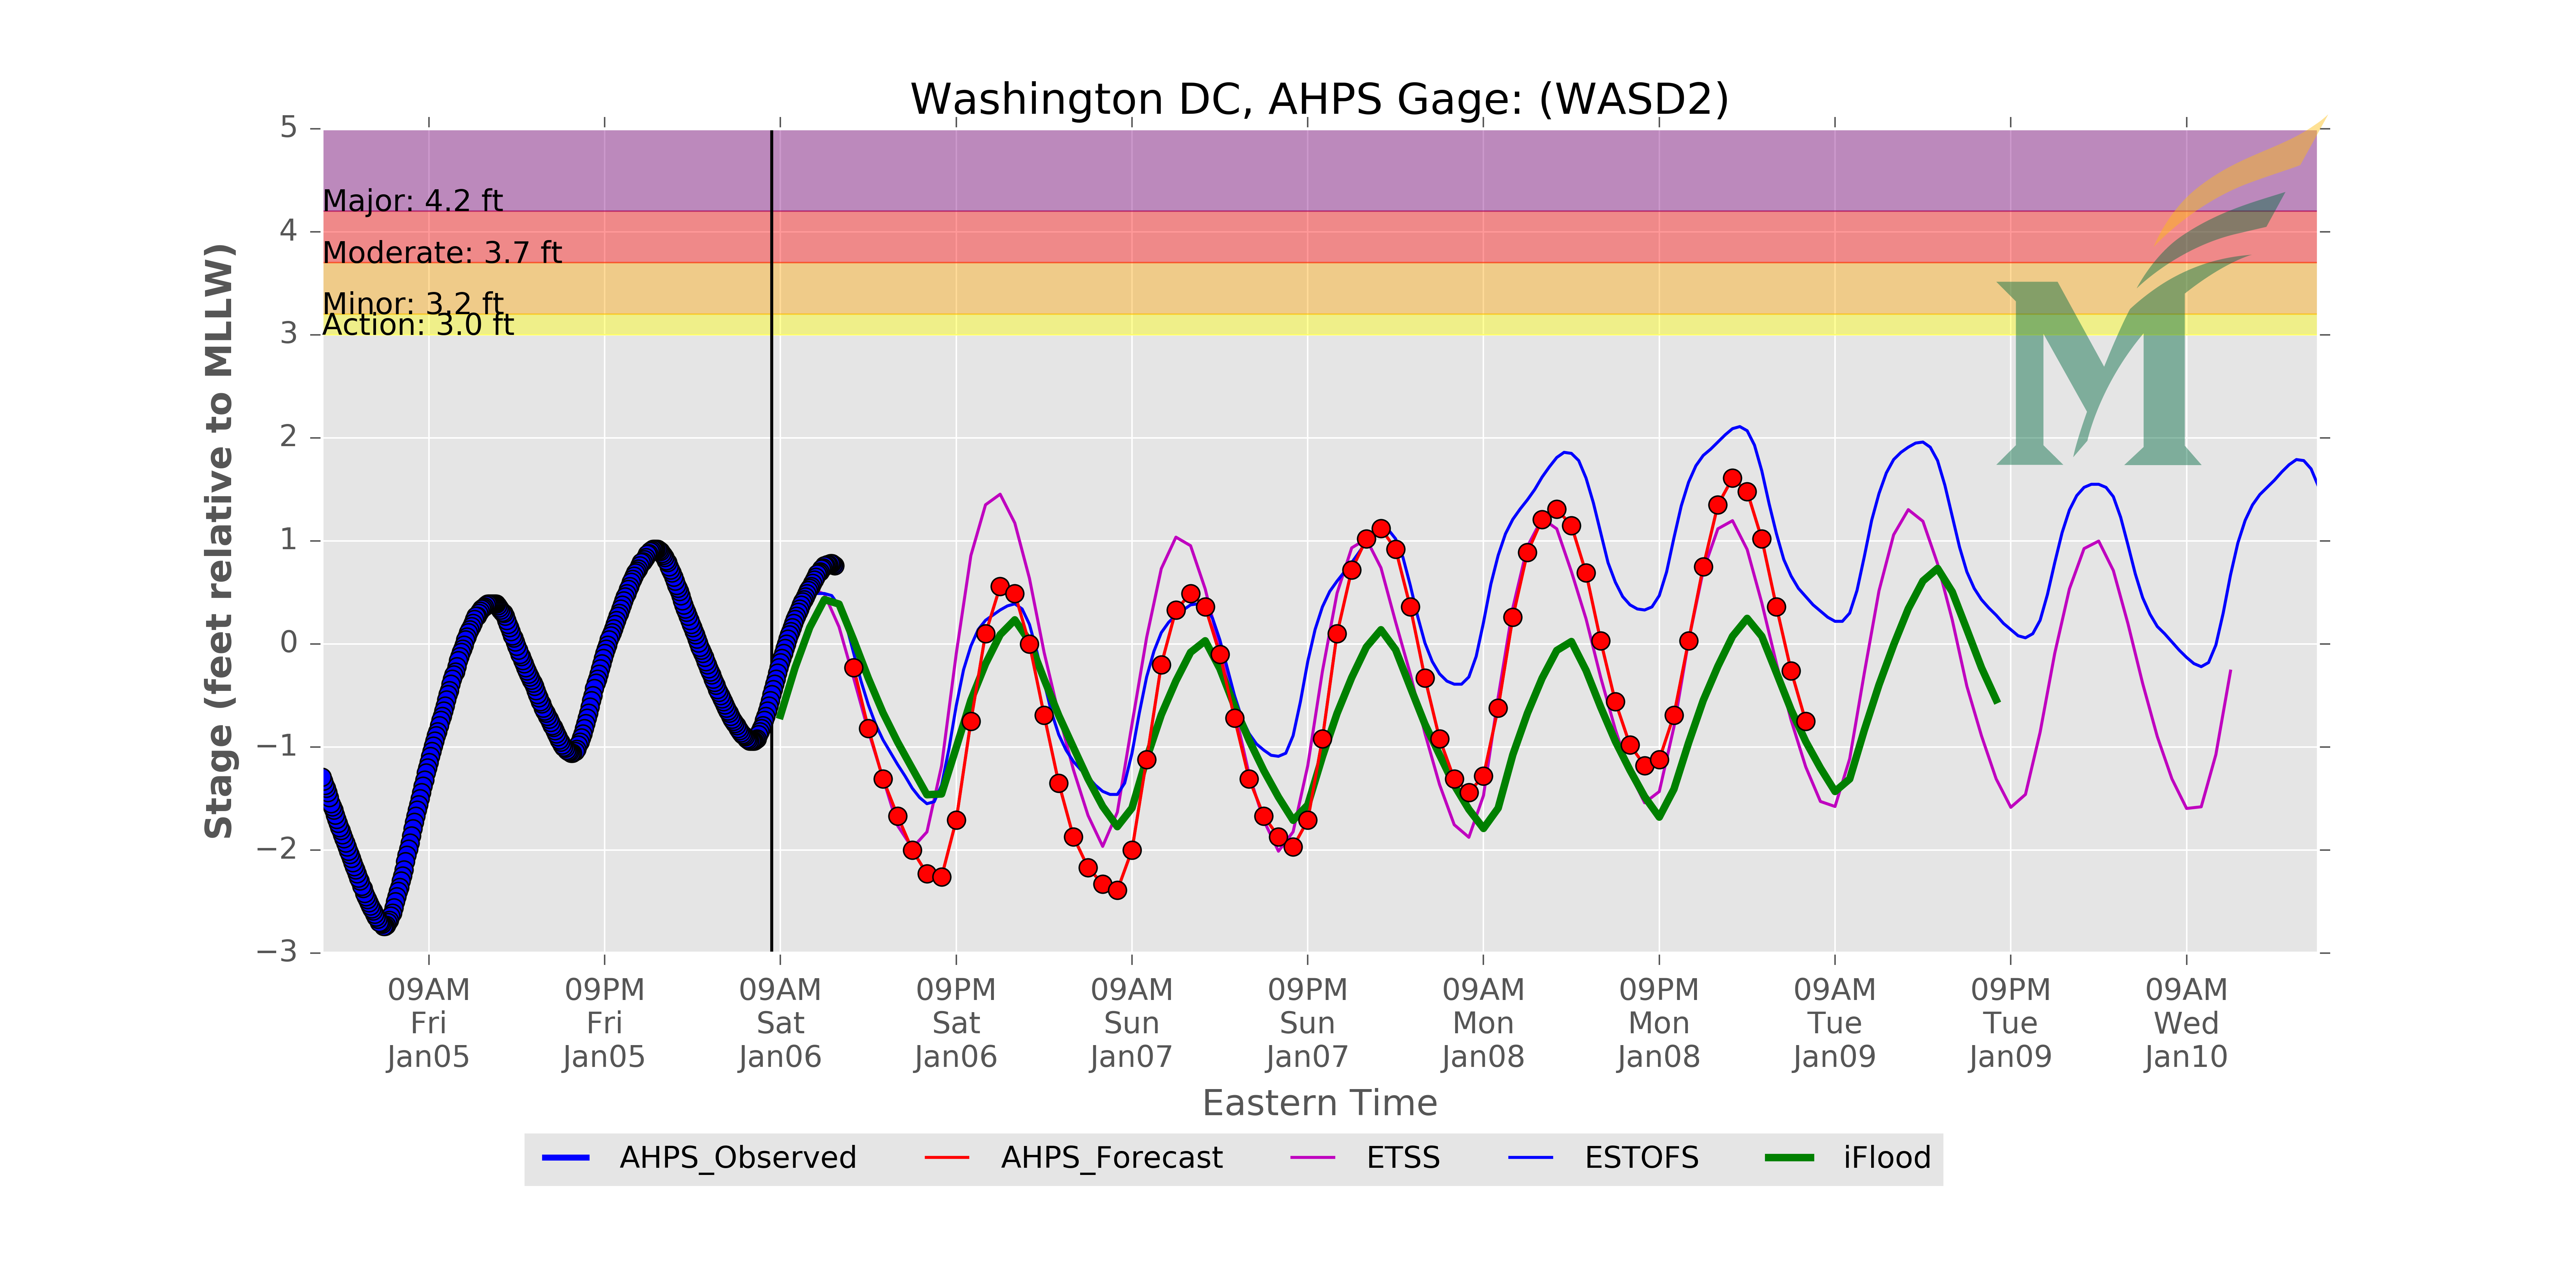 Washington DC, AHPS Gage: (WASD2)
Stage (feet relative to MLLW)
5
4
3
2
1
0
−1
−2
−3
Major: 4.2 ft
Moderate: 3.7 ft
Minor: 3.2 ft
Action: 3.0 ft
M
09AM 09PM 09AM 09PM 09AM 09PM 09AM 09PM 09AM 09PM 09AM
Fri Fri Sat Sat Sun Sun Mon Mon Tue Tue Wed
Jan05 Jan05 Jan06 Jan06 Jan07 Jan07 Jan08 Jan08 Jan09 Jan09 Jan10
Eastern Time
AHPS_Observed AHPS_Forecast ETSS ESTOFS iFlood